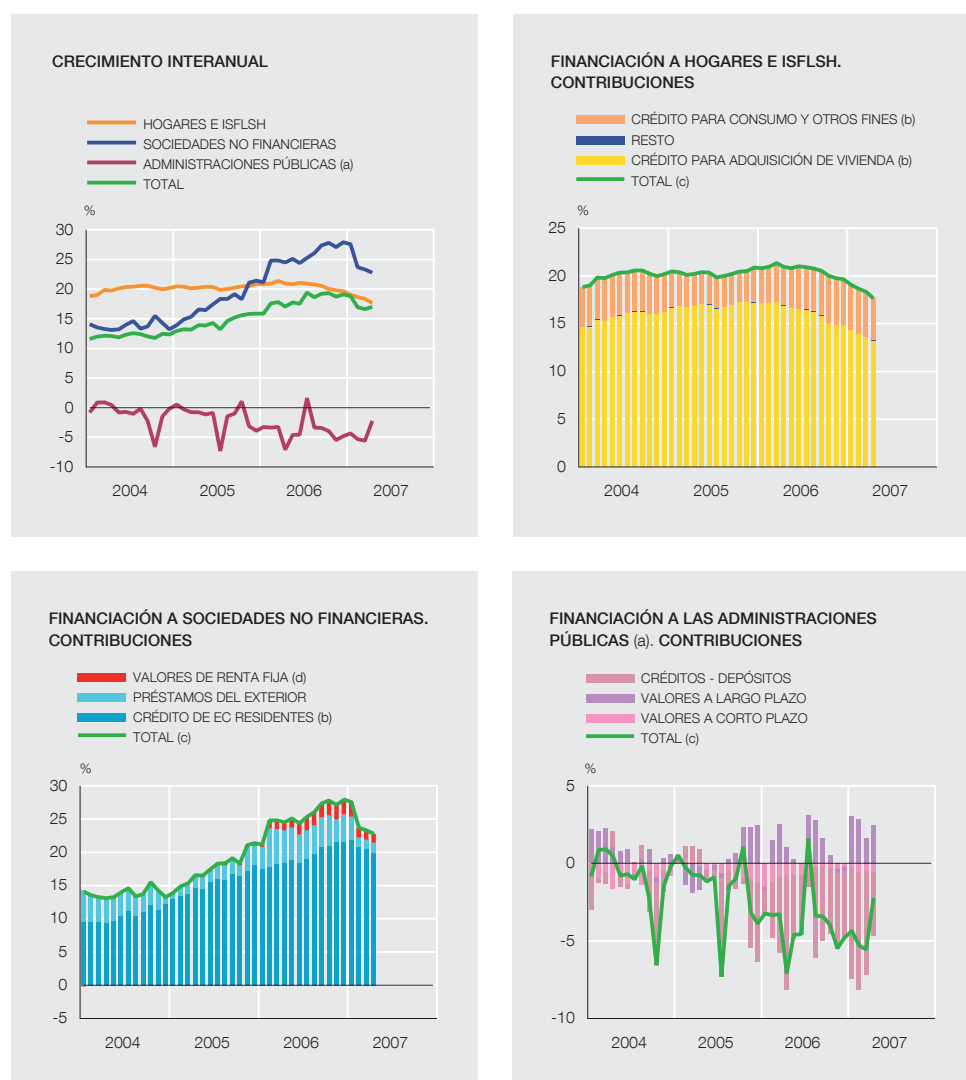 CRECIMIENTO INTERANUAL
HOGARES E ISFLSH
SOCIEDADES NO FINANCIERAS
ADMINISTRACIONES PÚBLICAS (a)
TOTAL
%
30
25
20
15
10
5
0
-5
-10
2004 2005 2006 2007
FINANCIACIÓN A HOGARES E ISFLSH.
CONTRIBUCIONES
CRÉDITO PARA CONSUMO Y OTROS FINES (b)
RESTO
CRÉDITO PARA ADQUISICIÓN DE VIVIENDA (b)
TOTAL (c)
%
25
20
15
10
5
0
2004 2005 2006 2007
FINANCIACIÓN A SOCIEDADES NO FINANCIERAS.
CONTRIBUCIONES
VALORES DE RENTA FIJA (d)
PRÉSTAMOS DEL EXTERIOR
CRÉDITO DE EC RESIDENTES (b)
TOTAL (c)
%
30
25
20
15
10
5
0
-5
2004 2005 2006 2007
FINANCIACIÓN A LAS ADMINISTRACIONES
PÚBLICAS (a). CONTRIBUCIONES
CRÉDITOS - DEPÓSITOS
VALORES A LARGO PLAZO
VALORES A CORTO PLAZO
TOTAL (c)
%
5
0
-5
-10
2004 2005 2006 2007